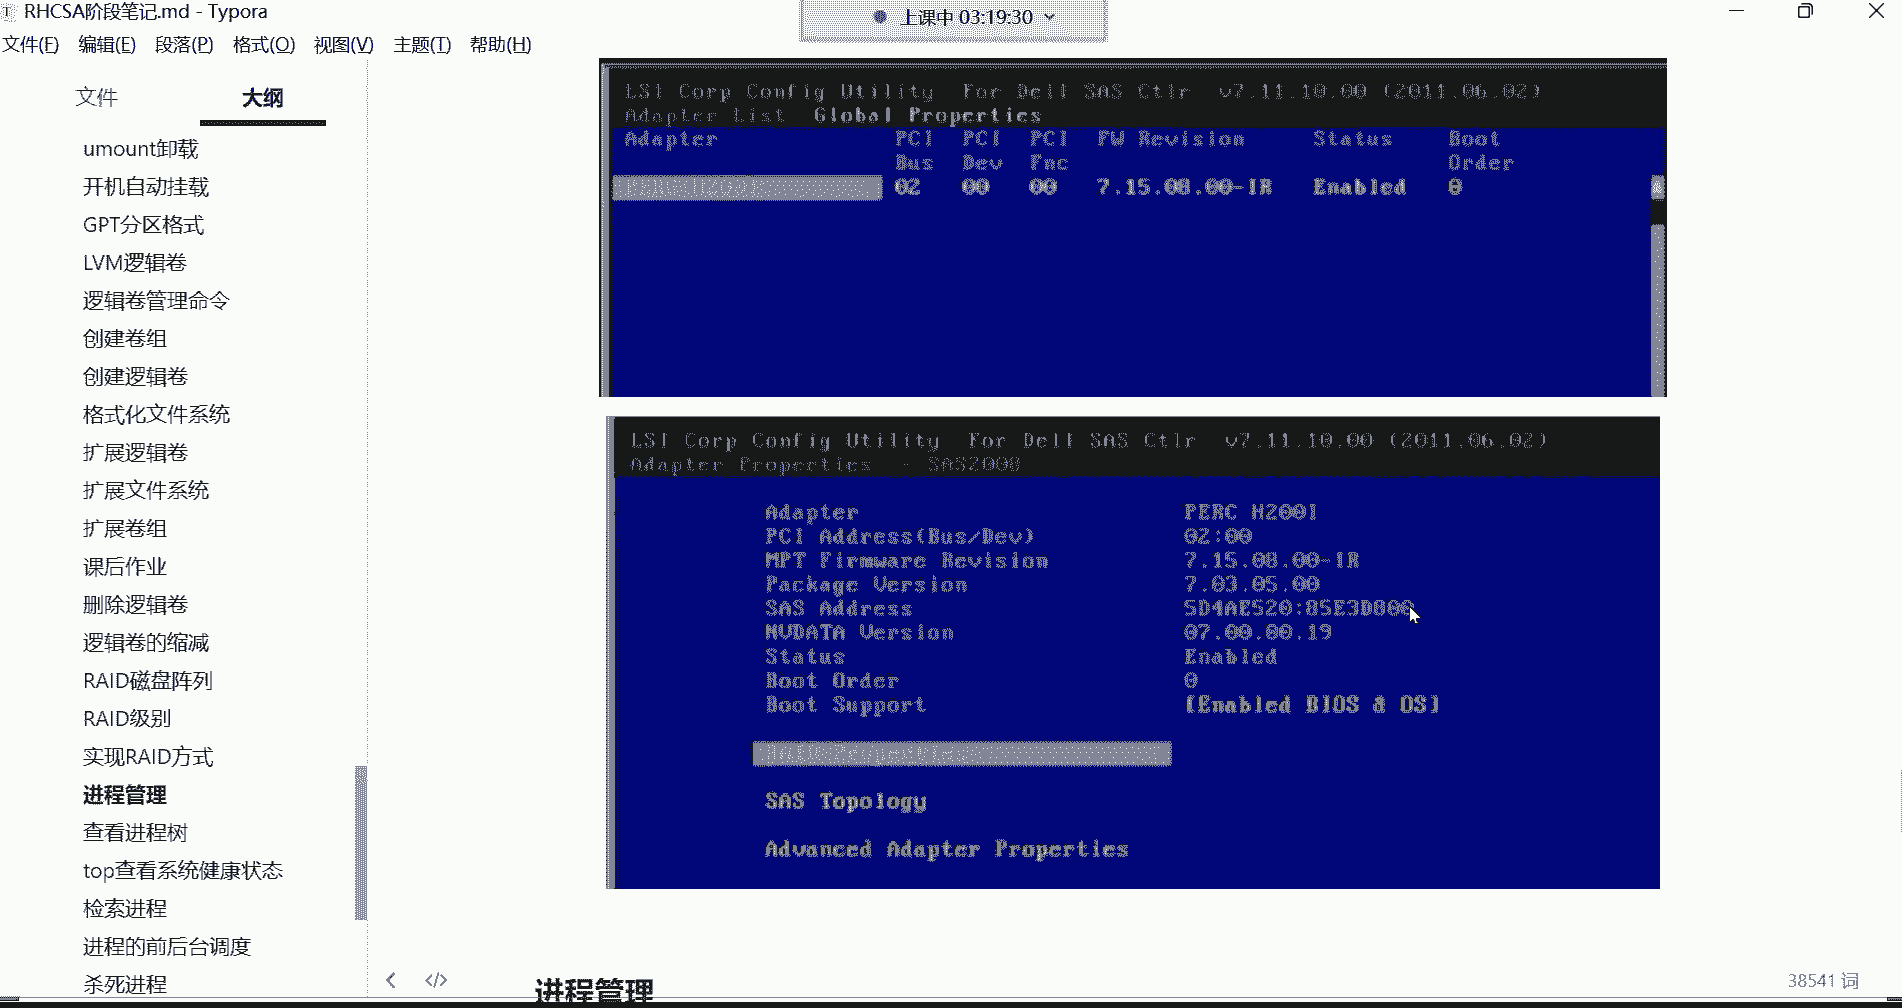 RHCSA阶段笔记.md - Typora
上课中 03:19:30
文件(F) 编辑(E) 段落(P) 格式(O) 视图(V) 主题(T) 帮助(H)
文件 大纲
umount卸载
开机自动挂载
GPT分区格式
LVM逻辑卷
逻辑卷管理命令
创建卷组
创建逻辑卷
格式化文件系统
扩展逻辑卷
扩展文件系统
扩展卷组
课后作业
删除逻辑卷
逻辑卷的缩减
RAID磁盘阵列
RAID级别
实现RAID方式
进程管理
查看进程树
top查看系统健康状态
检索进程
进程的前后台调度
杀死进程
LSI Corp Config Utility For Dell SAS Ctlr v7.11.10.00 (2011.06.02)
Adapter List Global Properties
Adapter PCI PCI PCI FW Revision Status Boot
Bus Dev Fnc Order
02 00 00 7.15.08.00-IR Enabled 0
LSI Corp Config Utility For Dell SAS Ctlr v7.11.10.00 (2011.06.02)
Adapter Properties - SAS2008
Adapter PERC H200I
PCI Address(Bus/Dev) 02:00
MPT Firmware Revision 7.15.08.00-IR
Package Version 7.03.05.00
SAS Address
NVDATA Version 07.00.00.19
Status Enabled
Boot Order 0
Boot Support [Enabled BIOS & OS]
SAS Topology
Advanced Adapter Properties
进程管理
38541 词